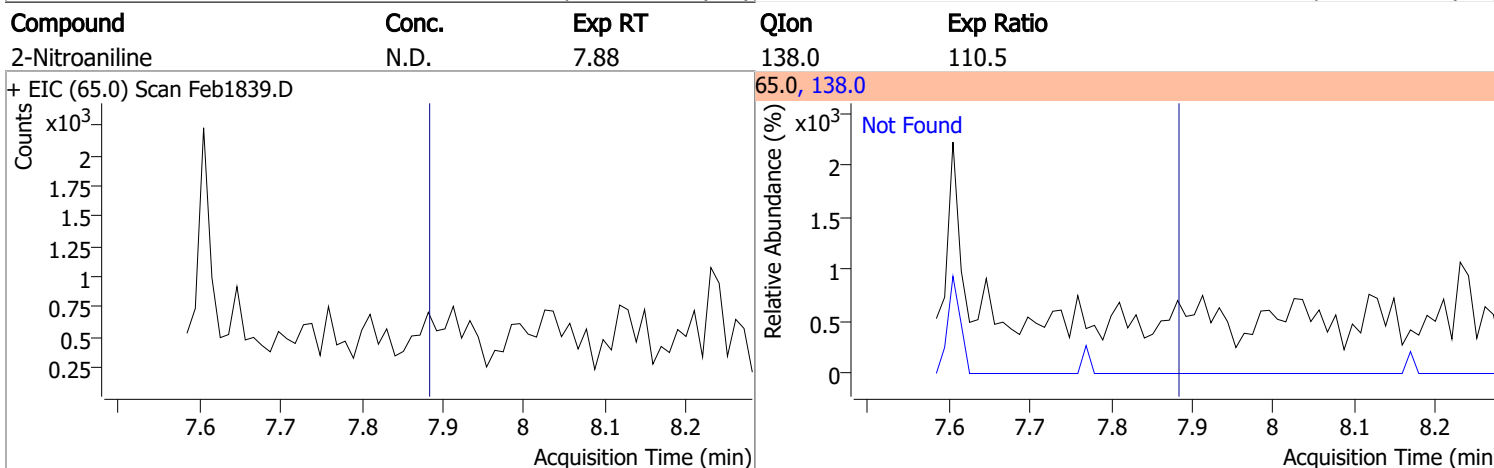 Compound Conc. Exp RT QIon Exp Ratio
2-Nitroaniline N.D. 7.88 138.0 110.5
+ EIC (65.0) Scan Feb1839.D
Counts
x10³
2
1.75
1.5
1.25
1
0.75
0.5
0.25
7.6 7.7 7.8 7.9 8 8.1 8.2
Acquisition Time (min)
65.0, 138.0
Relative Abundance (%)
x10³
Not Found
2
1.5
1
0.5
0
7.6 7.7 7.8 7.9 8 8.1 8.2
Acquisition Time (min)